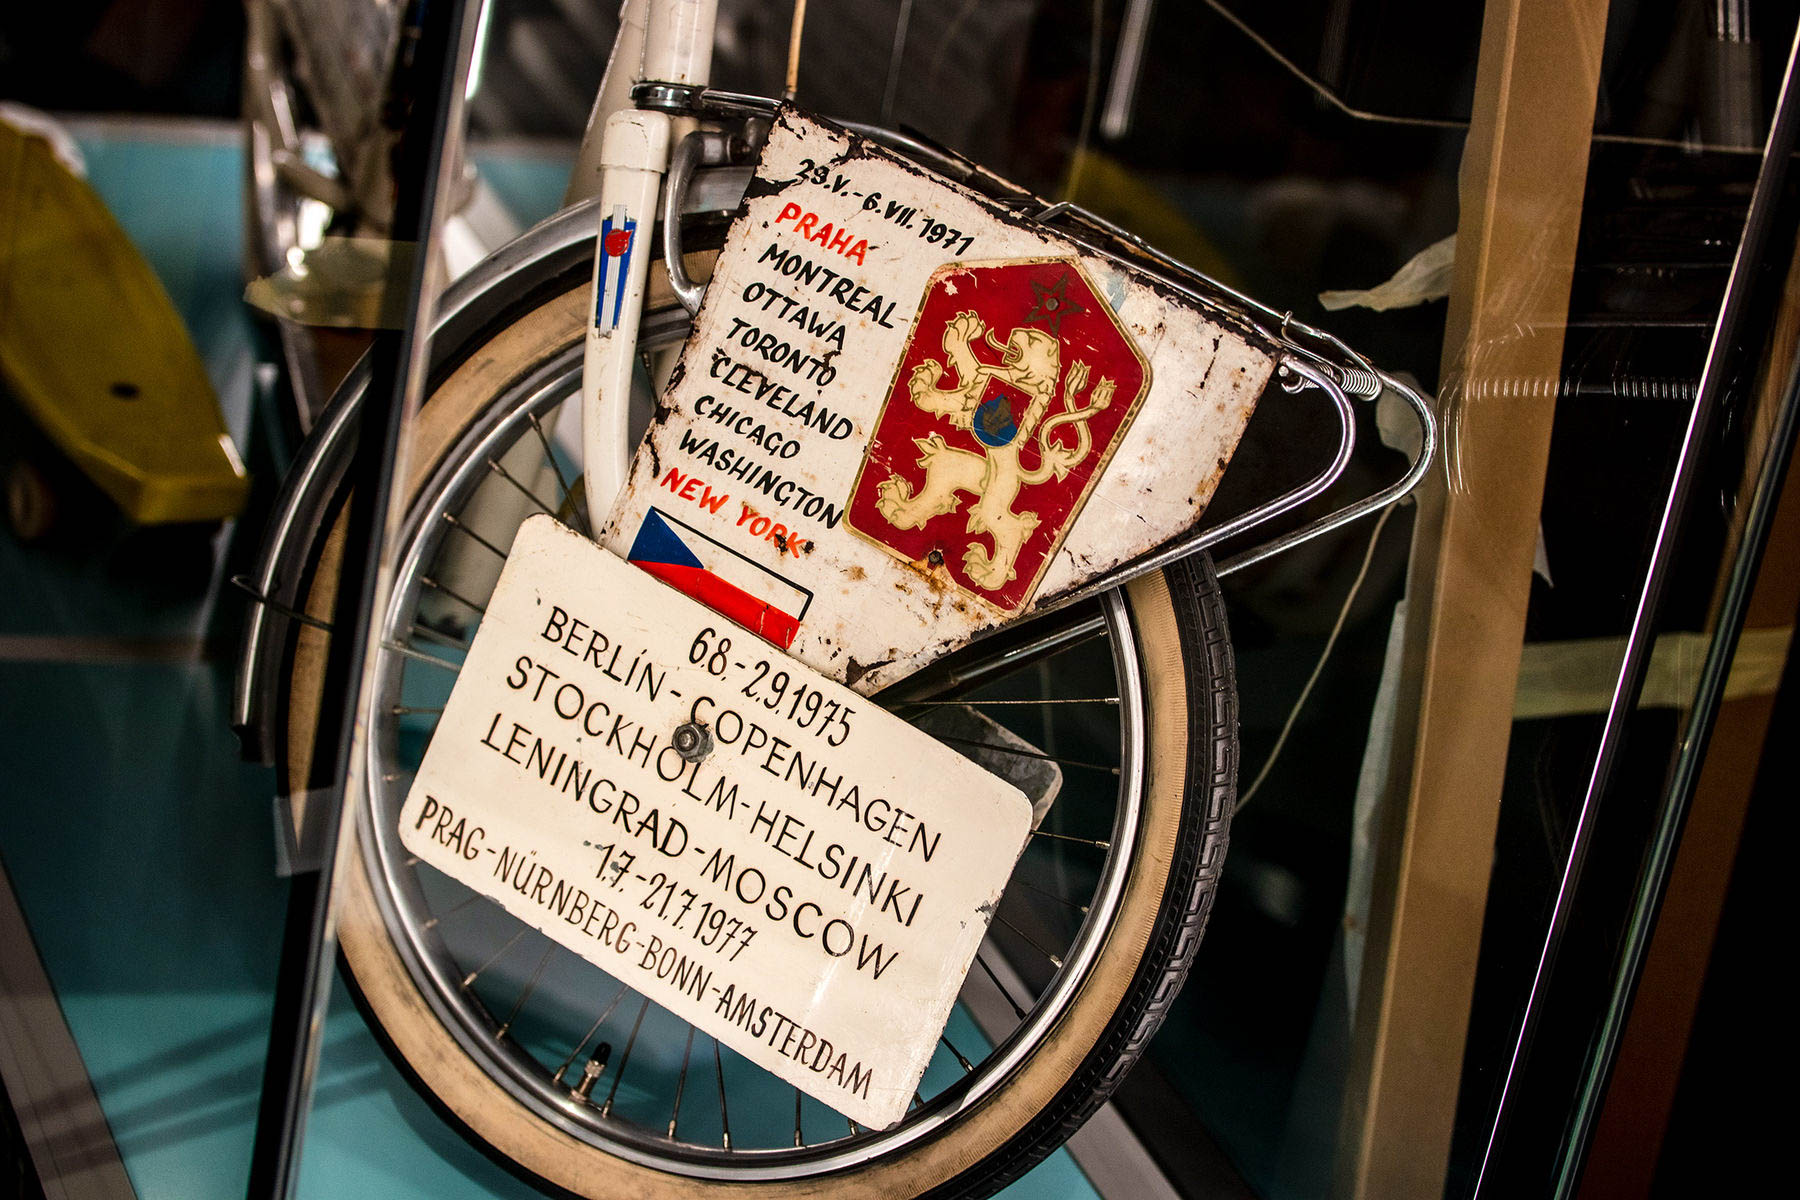 29.V.-6.VII.1971
PRAHA
MONTREAL
OTTAWA
TORONTO
CLEVELAND
CHICAGO
WASHINGTON
NEW YORK
6.8.-2.9.1975
BERLÍN-COPENHAGEN
STOCKHOLM-HELSINKI
LENINGRAD-MOSCOW
1.7.-21.7.1977
PRAG-NÜRNBERG-BONN-AMSTERDAM